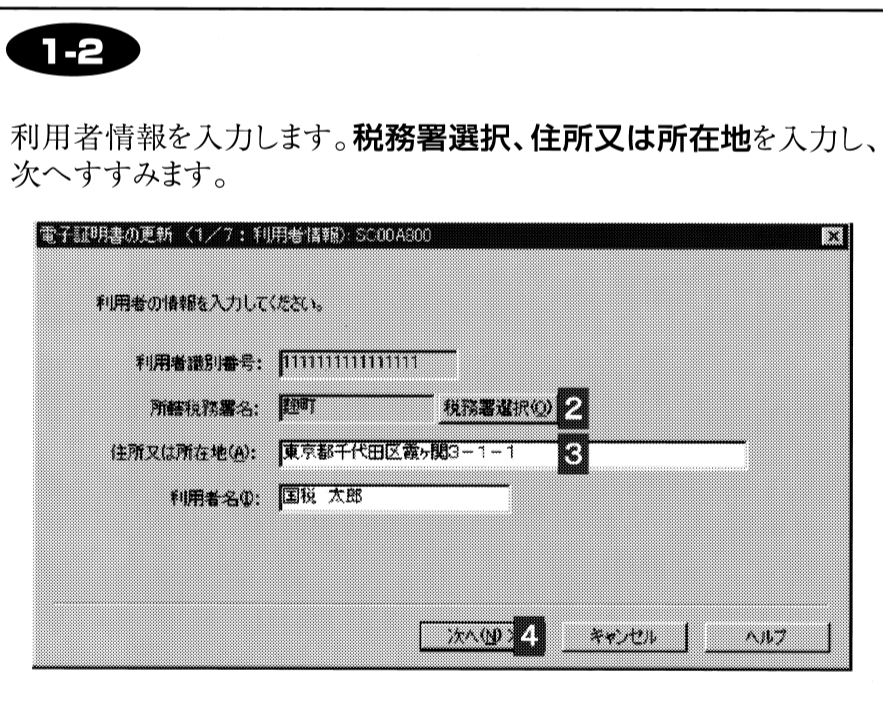 1-2
利用者情報を入力します。税務署選択、住所又は所在地を入力し、
次へすすみます。
電子証明書の更新 (1/7:利用者情報): SC00A800
利用者の情報を入力してください。
利用者識別番号: 1111111111111111
所轄税務署名: 麹町 税務署選択(O) 2
住所又は所在地(A): 東京都千代田区霞ヶ関3-1-1 3
利用者名(I): 国税 太郎
次へ(N) > 4 キャンセル ヘルプ